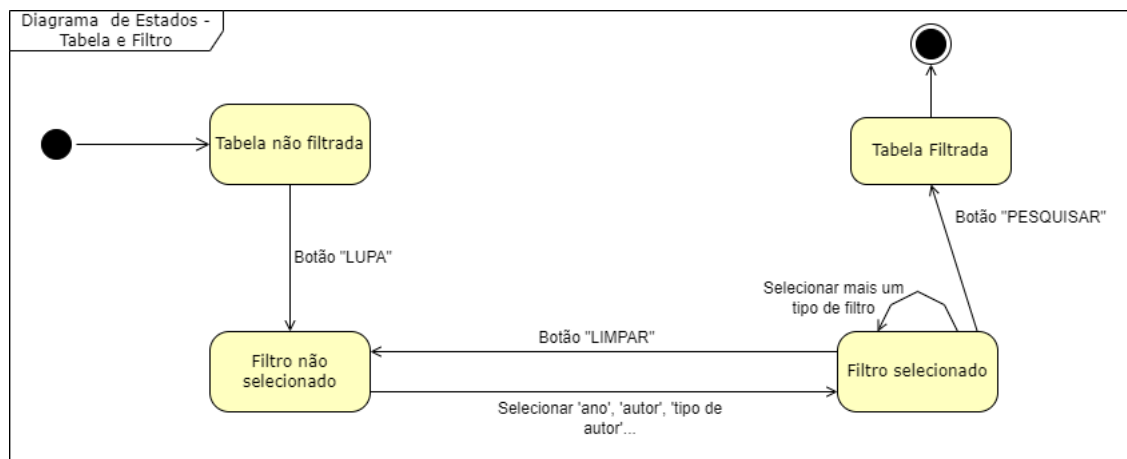 Diagrama de Estados -
Tabela e Filtro
Tabela não filtrada
Tabela Filtrada
Botão "PESQUISAR"
Botão "LUPA"
Selecionar mais um
tipo de filtro
Botão "LIMPAR"
Filtro não
selecionado
Filtro selecionado
Selecionar 'ano', 'autor', 'tipo de
autor'...